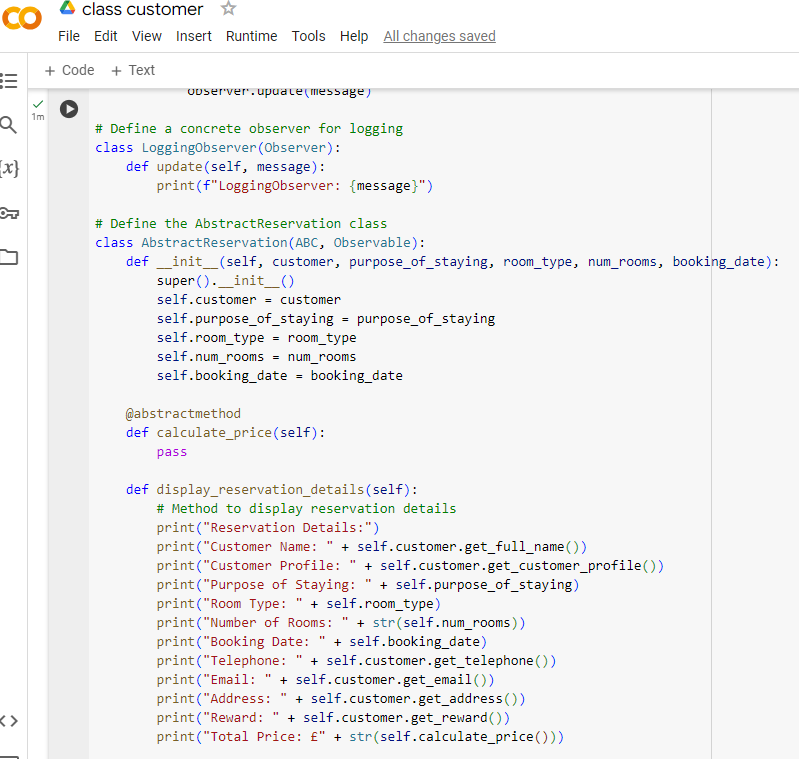 class customer
File Edit View Insert Runtime Tools Help All changes saved
+ Code + Text
1m
observer.update(message)
# Define a concrete observer for logging
class LoggingObserver(Observer):
    def update(self, message):
        print(f"LoggingObserver: {message}")
# Define the AbstractReservation class
class AbstractReservation(ABC, Observable):
    def __init__(self, customer, purpose_of_staying, room_type, num_rooms, booking_date):
        super().__init__()
        self.customer = customer
        self.purpose_of_staying = purpose_of_staying
        self.room_type = room_type
        self.num_rooms = num_rooms
        self.booking_date = booking_date
    @abstractmethod
    def calculate_price(self):
        pass
    def display_reservation_details(self):
        # Method to display reservation details
        print("Reservation Details:")
        print("Customer Name: " + self.customer.get_full_name())
        print("Customer Profile: " + self.customer.get_customer_profile())
        print("Purpose of Staying: " + self.purpose_of_staying)
        print("Room Type: " + self.room_type)
        print("Number of Rooms: " + str(self.num_rooms))
        print("Booking Date: " + self.booking_date)
        print("Telephone: " + self.customer.get_telephone())
        print("Email: " + self.customer.get_email())
        print("Address: " + self.customer.get_address())
        print("Reward: " + self.customer.get_reward())
        print("Total Price: £" + str(self.calculate_price()))
{x}
<>